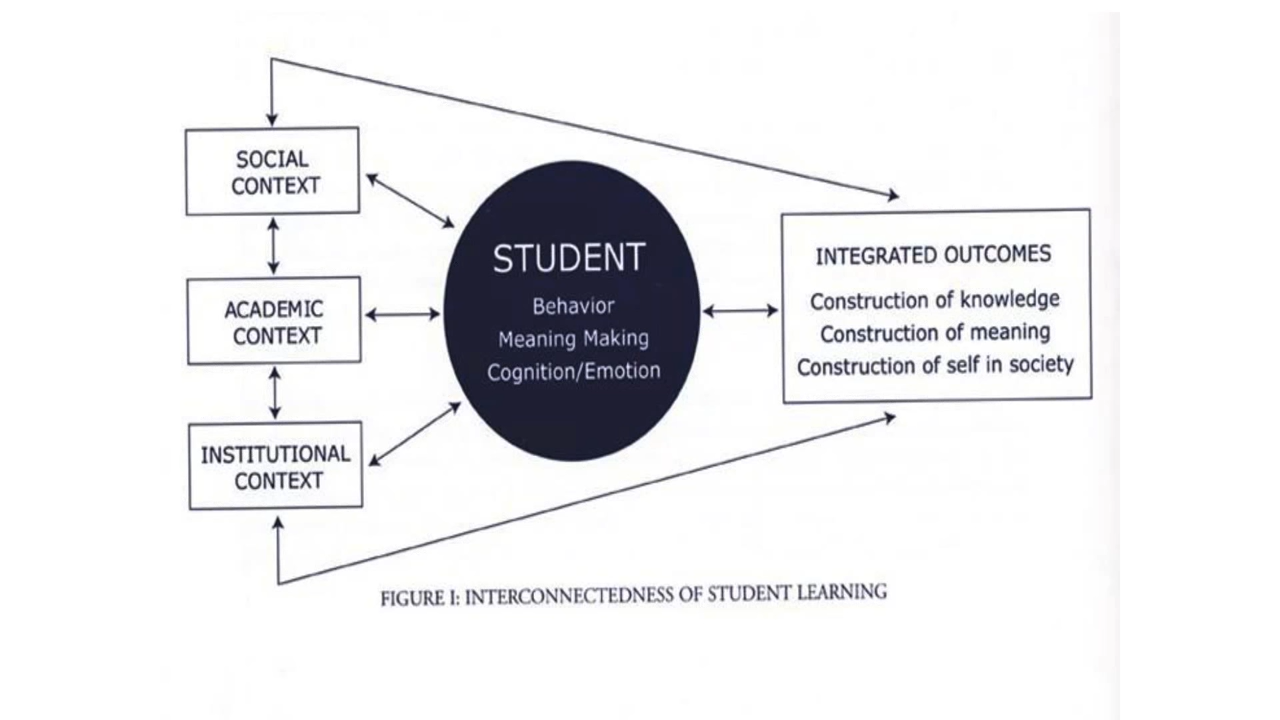 SOCIAL
CONTEXT
ACADEMIC
CONTEXT
INSTITUTIONAL
CONTEXT
STUDENT
Behavior
Meaning Making
Cognition/Emotion
INTEGRATED OUTCOMES
Construction of knowledge
Construction of meaning
Construction of self in society
FIGURE I: INTERCONNECTEDNESS OF STUDENT LEARNING